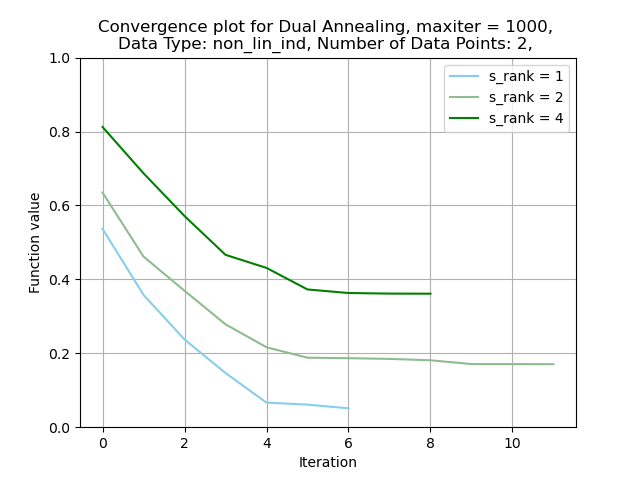 Convergence plot for Dual Annealing, maxiter = 1000,
Data Type: non_lin_ind, Number of Data Points: 2,
1.0
0.8
0.6
0.4
0.2
0.0
Function value
s_rank = 1
s_rank = 2
s_rank = 4
0 2 4 6 8 10
Iteration